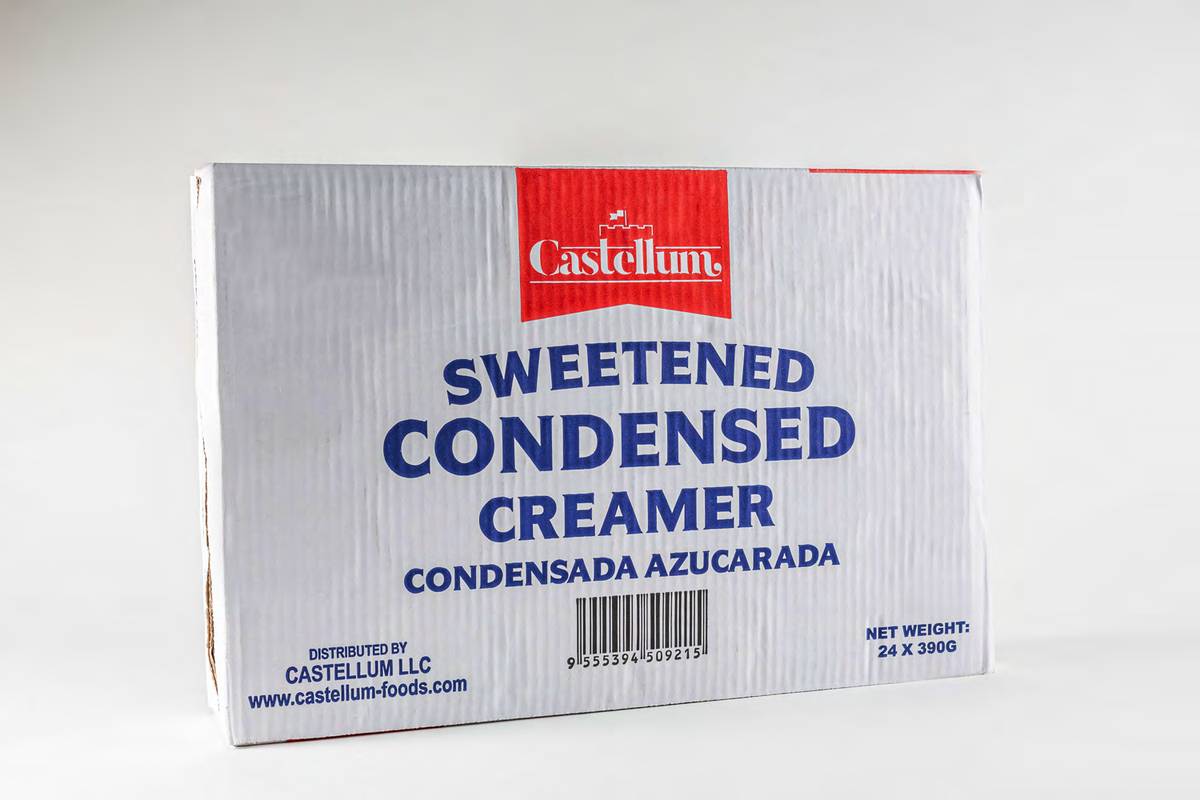 Castellum
SWEETENED
CONDENSED
CREAMER
CONDENSADA AZUCARADA
9 555394 509215
DISTRIBUTED BY
CASTELLUM LLC
www.castellum-foods.com
NET WEIGHT:
24 X 390G